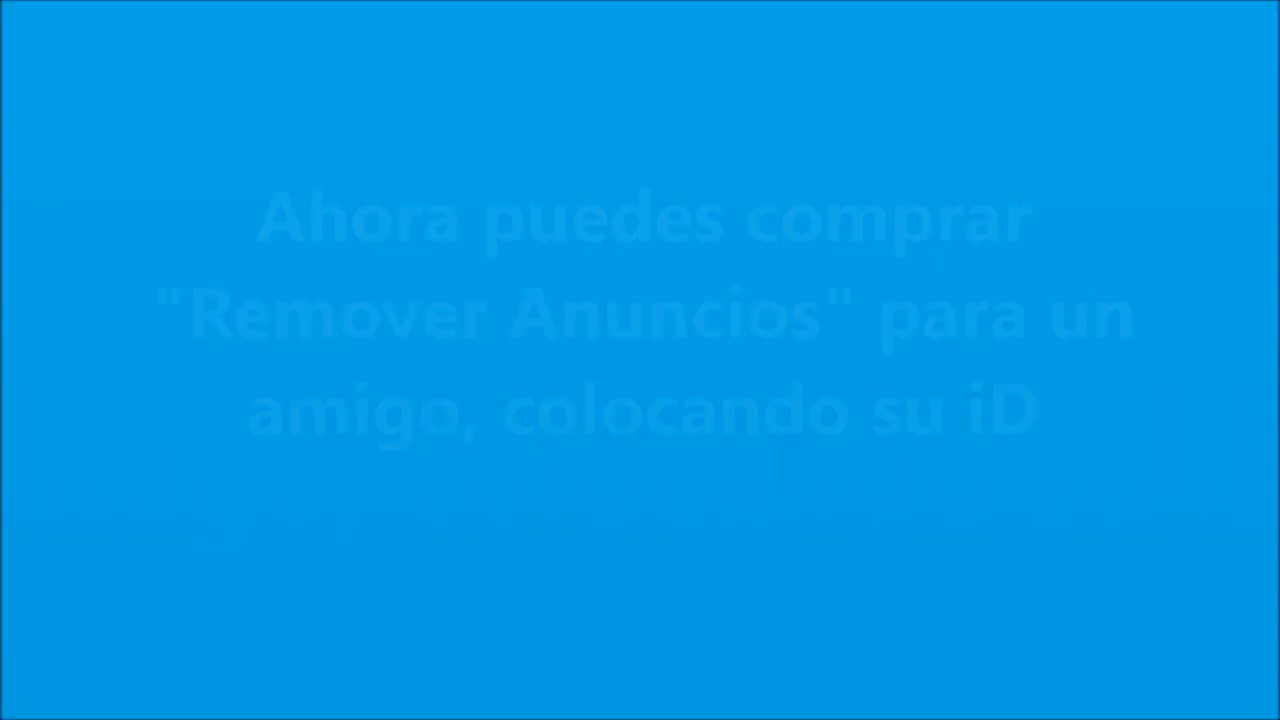 Ahora puedes comprar
"Remover Anuncios" para un
amigo, colocando su iD